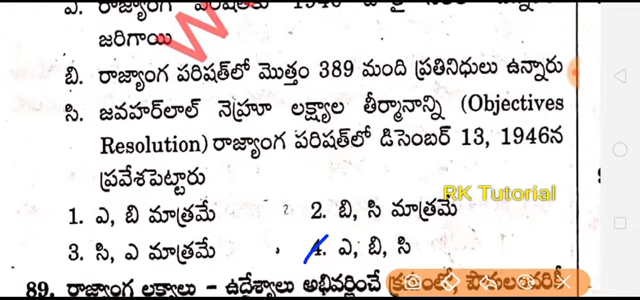 జరిగాయి
బి. రాజ్యాంగ పరిషత్‌లో మొత్తం 389 మంది ప్రతినిధులు ఉన్నారు
సి. జవహర్‌లాల్ నెహ్రూ లక్ష్యాల తీర్మానాన్ని (Objectives
Resolution) రాజ్యాంగ పరిషత్‌లో డిసెంబర్ 13, 1946న
ప్రవేశపెట్టారు
RK Tutorial
1. ఎ, బి మాత్రమే 2. బి, సి మాత్రమే
3. సి, ఎ మాత్రమే 4. ఎ, బి, సి
89. రాజ్యాంగ లక్ష్యాలు - ఉద్దేశ్యాలు అభివర్ణించే